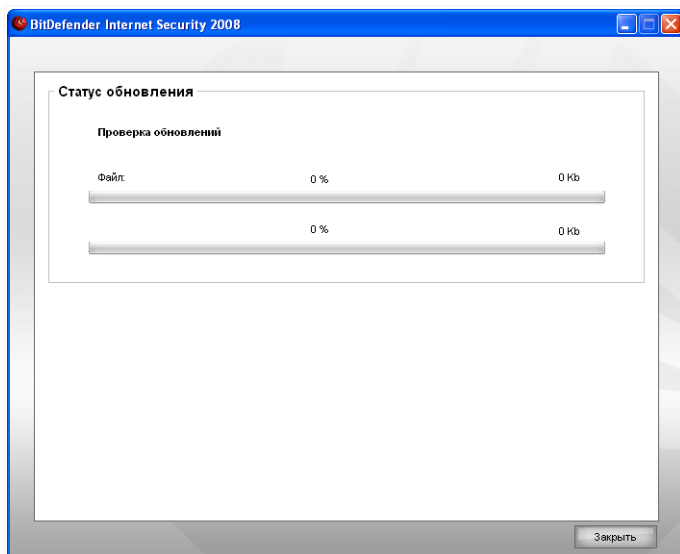 BitDefender Internet Security 2008
Статус обновления
Проверка обновлений
Файл: 0 % 0 Kb
0 % 0 Kb
Закрыть